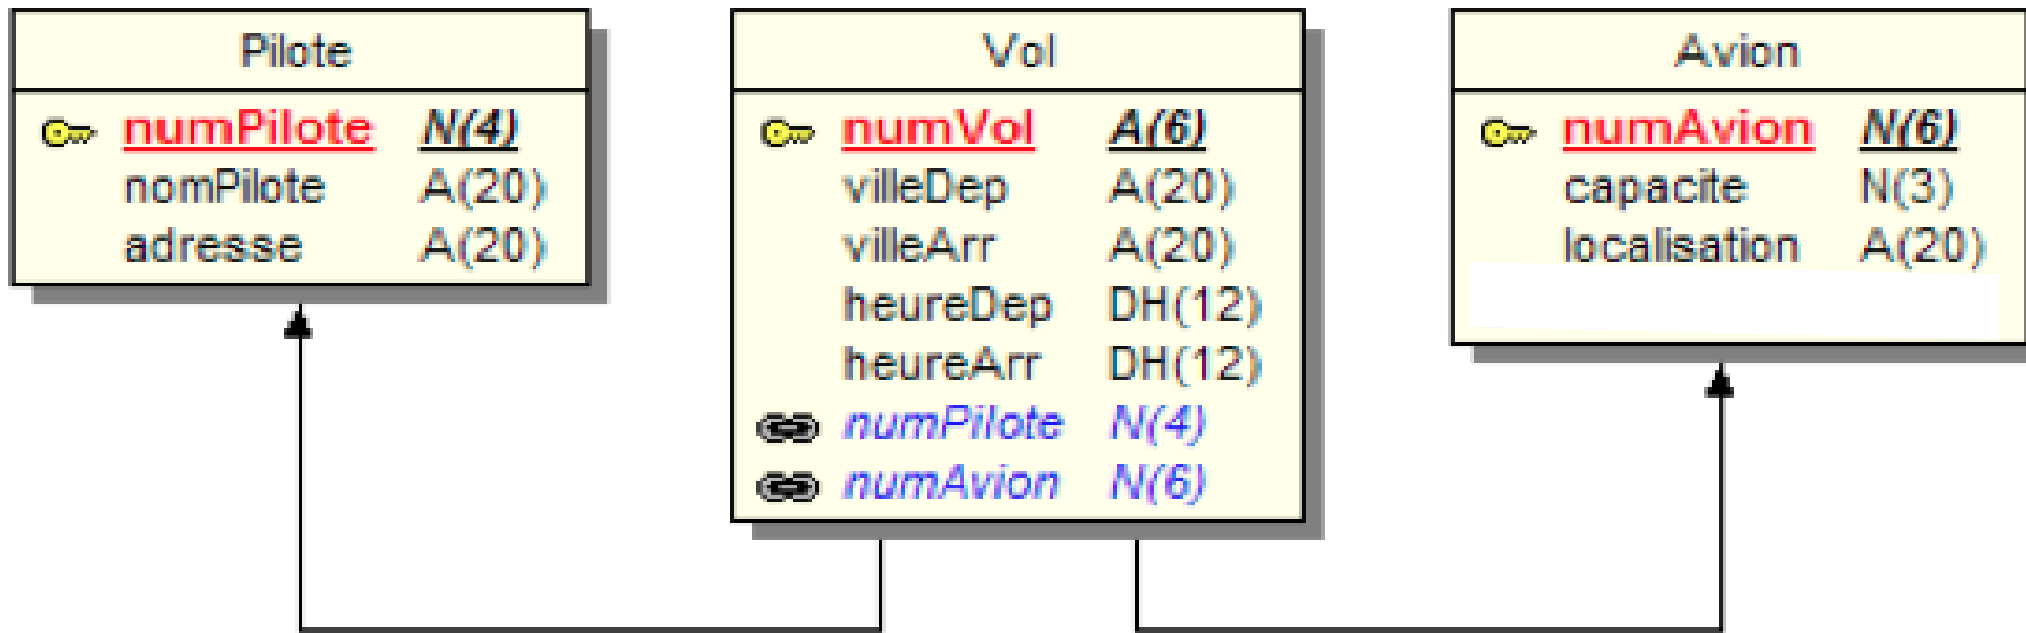 Pilote
numPilote N(4)
nomPilote A(20)
adresse A(20)
Vol
numVol A(6)
villeDep A(20)
villeArr A(20)
heureDep DH(12)
heureArr DH(12)
numPilote N(4)
numAvion N(6)
Avion
numAvion N(6)
capacite N(3)
localisation A(20)